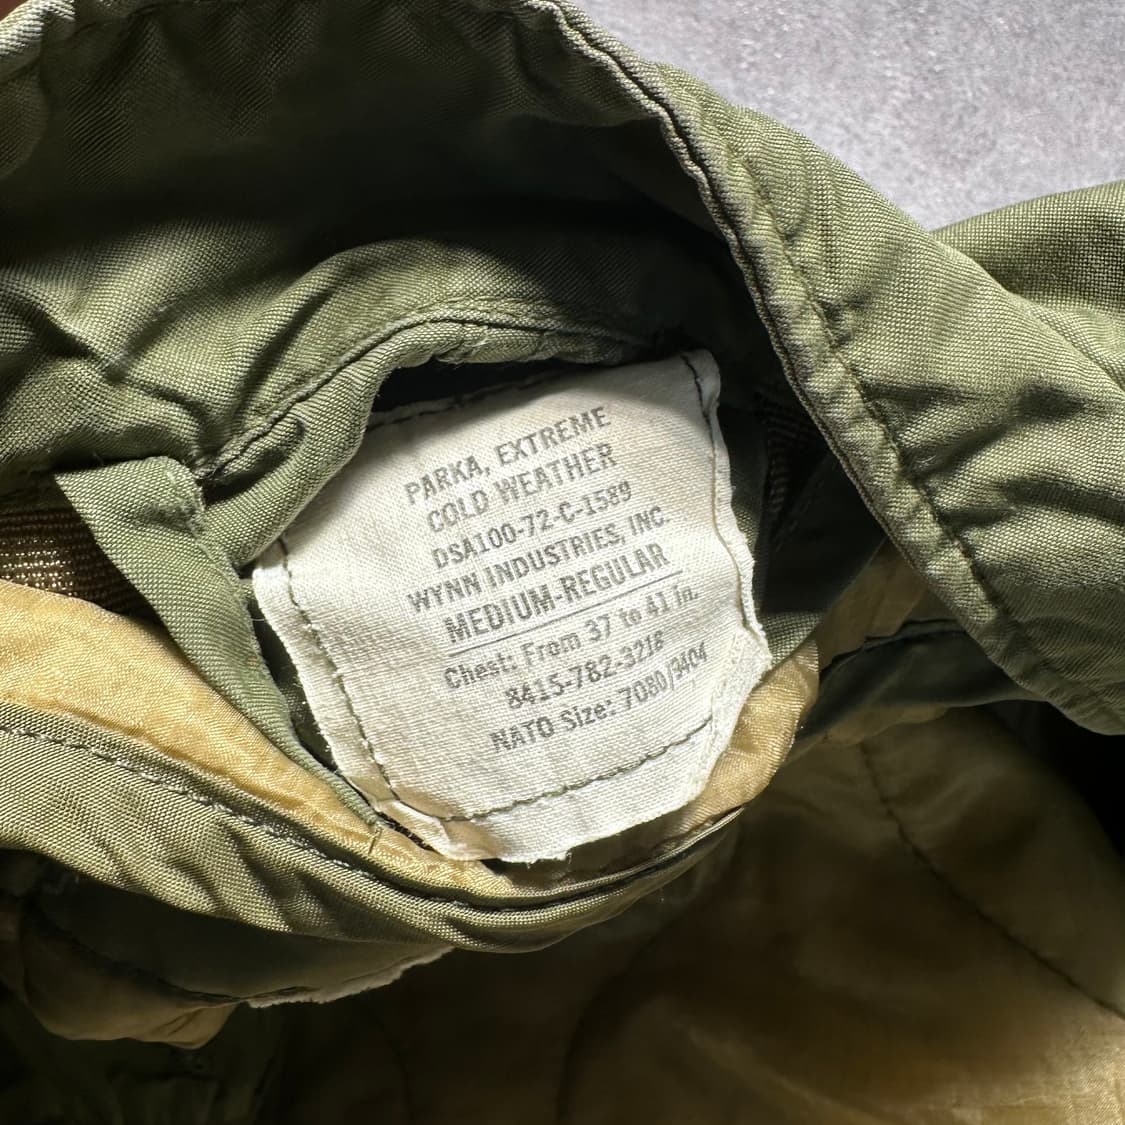 PARKA, EXTREME
COLD WEATHER
DSA100-72-C-1589
WYNN INDUSTRIES, INC.
MEDIUM-REGULAR
Chest: From 37 to 41 in.
8415-782-3218
NATO Size: 7080/9404